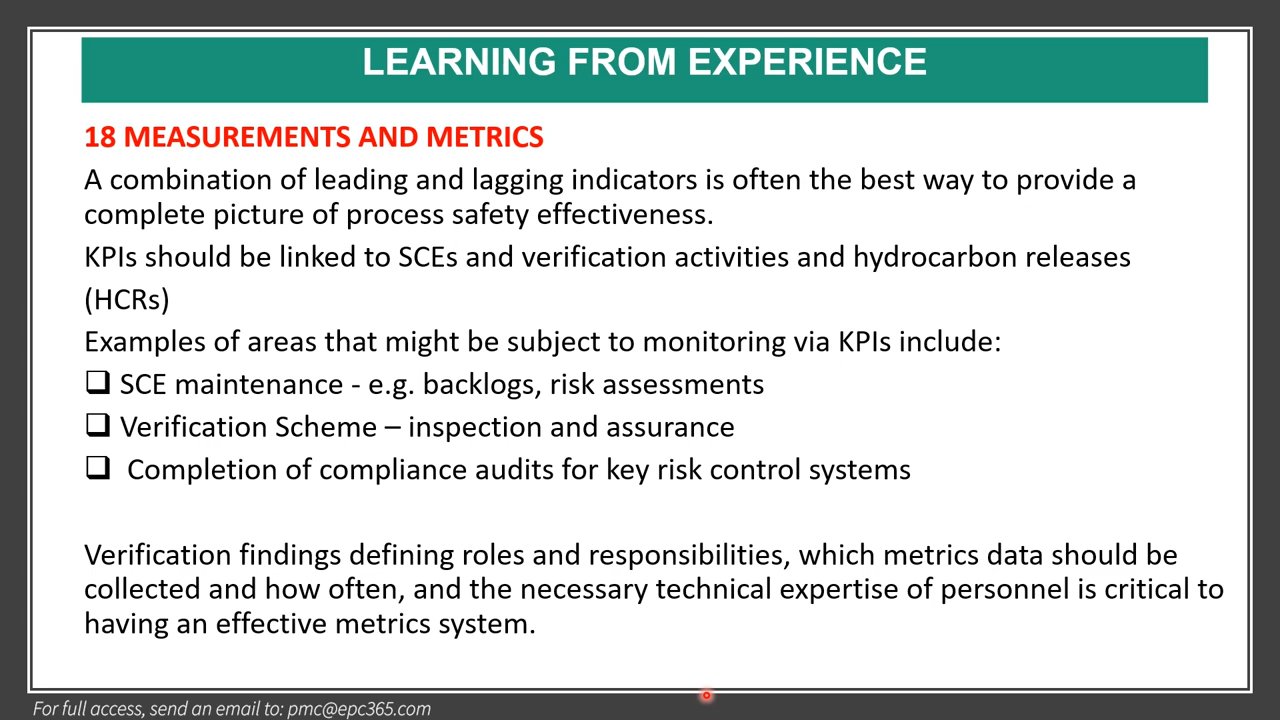 LEARNING FROM EXPERIENCE
18 MEASUREMENTS AND METRICS
A combination of leading and lagging indicators is often the best way to provide a
complete picture of process safety effectiveness.
KPIs should be linked to SCEs and verification activities and hydrocarbon releases
(HCRs)
Examples of areas that might be subject to monitoring via KPIs include:
❑ SCE maintenance - e.g. backlogs, risk assessments
❑ Verification Scheme – inspection and assurance
❑ Completion of compliance audits for key risk control systems
Verification findings defining roles and responsibilities, which metrics data should be
collected and how often, and the necessary technical expertise of personnel is critical to
having an effective metrics system.
For full access, send an email to: pmc@epc365.com